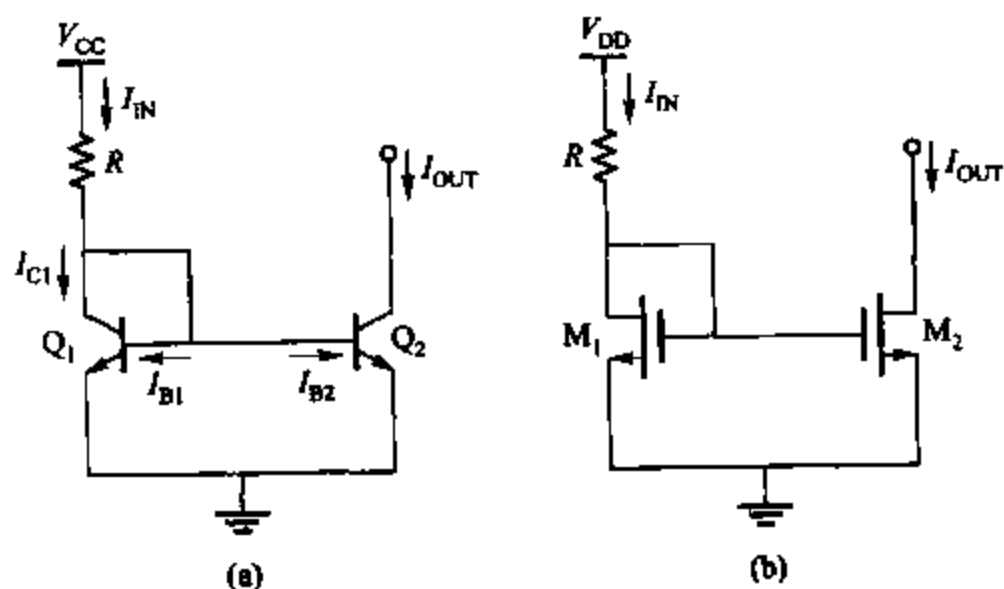 V_CC
I_IN
R
I_OUT
I_C1
Q_1
Q_2
I_B1
I_B2
(a)
V_DD
I_IN
R
I_OUT
M_1
M_2
(b)